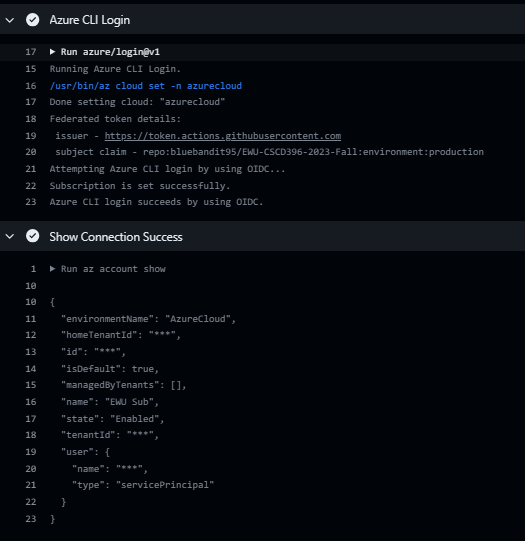 Azure CLI Login
17 ▶ Run azure/login@v1
15 Running Azure CLI Login.
16 /usr/bin/az cloud set -n azurecloud
17 Done setting cloud: "azurecloud"
18 Federated token details:
19 issuer - https://token.actions.githubusercontent.com
20 subject claim - repo:bluebandit95/EWU-CSCD396-2023-Fall:environment:production
21 Attempting Azure CLI login by using OIDC...
22 Subscription is set successfully.
23 Azure CLI login succeeds by using OIDC.
Show Connection Success
1 ▶ Run az account show
10
10 {
11 "environmentName": "AzureCloud",
12 "homeTenantId": "***",
13 "id": "***",
14 "isDefault": true,
15 "managedByTenants": [],
16 "name": "EWU Sub",
17 "state": "Enabled",
18 "tenantId": "***",
19 "user": {
20 "name": "***",
21 "type": "servicePrincipal"
22 }
23 }